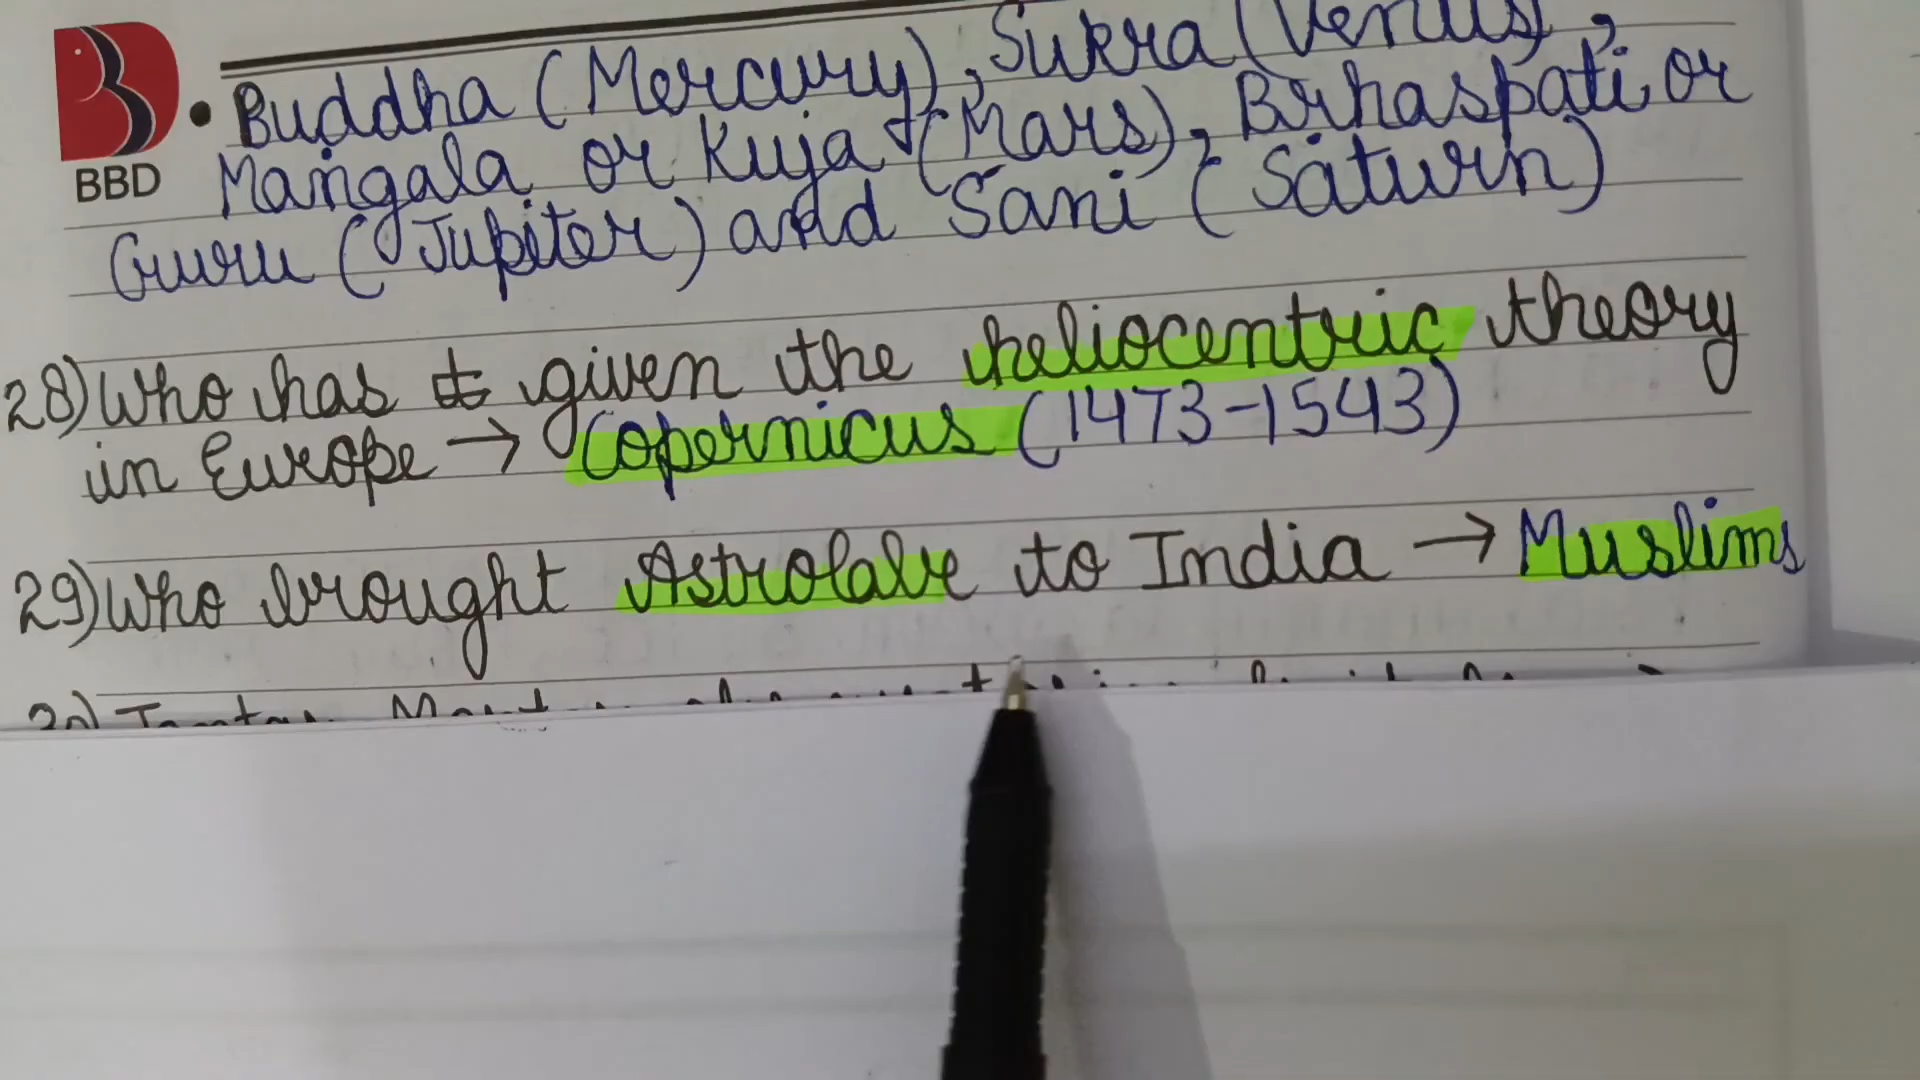 BBD
• Buddha (Mercury), Sukra (Venus),
Mangala or Kuja (Mars), Brhaspati or
Guru (Jupiter) and Sani (Saturn)
28) Who has given the heliocentric theory
in Europe → Copernicus (1473-1543)
29) Who brought Astrolabe to India → Muslims